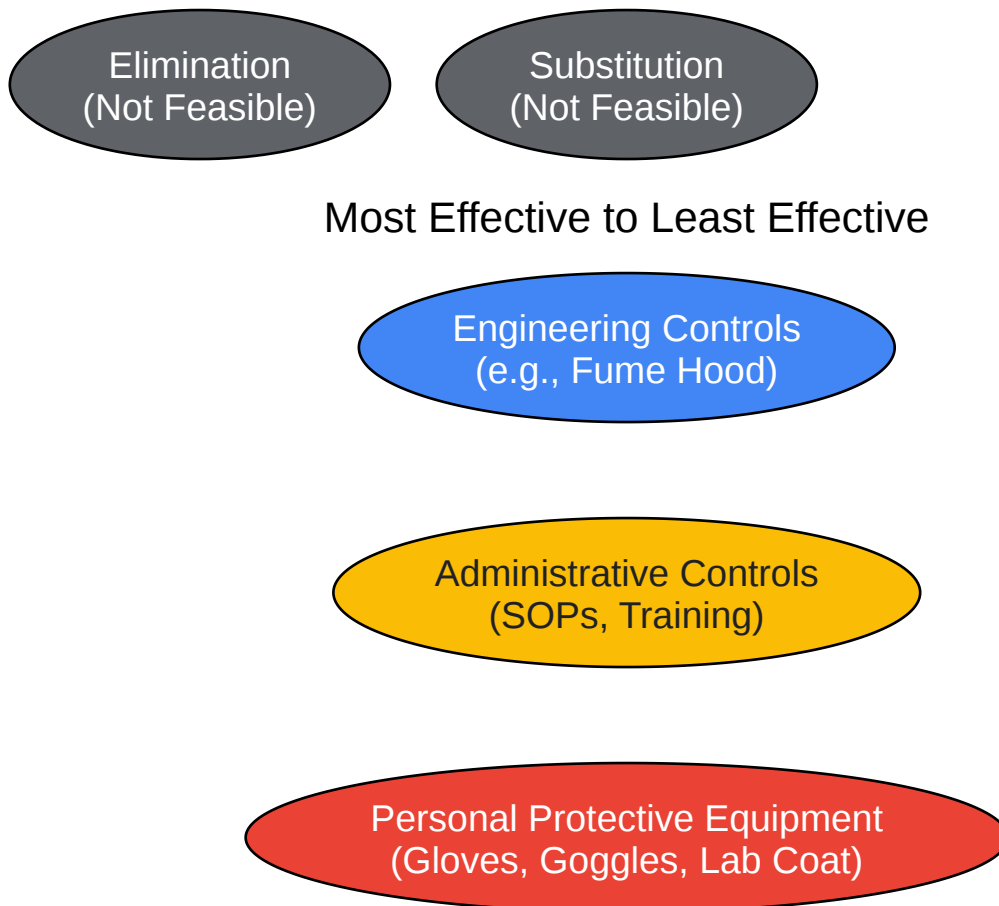 Elimination
(Not Feasible)
Substitution
(Not Feasible)
Most Effective to Least Effective
Engineering Controls
(e.g., Fume Hood)
Administrative Controls
(SOPs, Training)
Personal Protective Equipment
(Gloves, Goggles, Lab Coat)